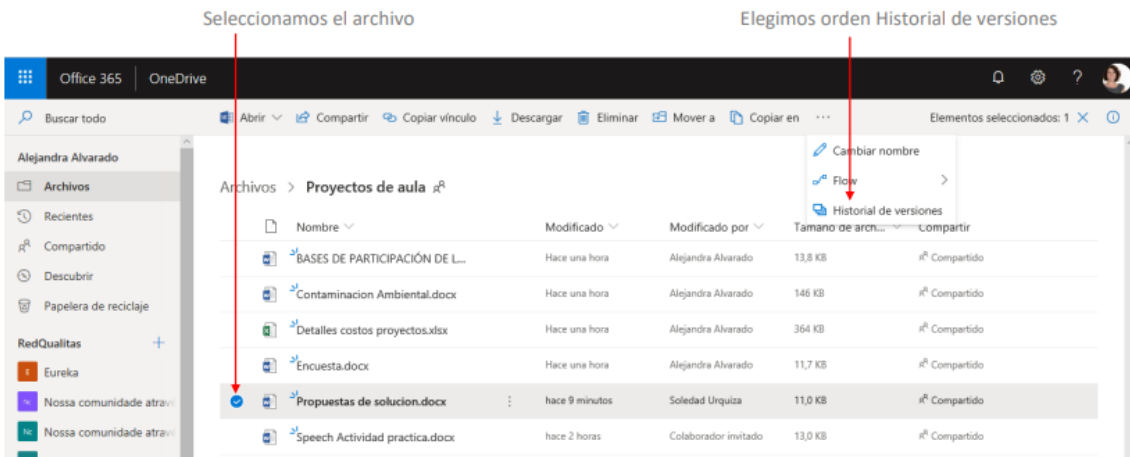 Seleccionamos el archivo
Elegimos orden Historial de versiones
Office 365 OneDrive ?
Buscar todo
Abrir Compartir Copiar vínculo Descargar Eliminar Mover a Copiar en ... Elementos seleccionados: 1
Cambiar nombre
Flow
Historial de versiones
Alejandra Alvarado
Archivos
Recientes
Compartido
Descubrir
Papelera de reciclaje
RedQualitas
Eureka
Nossa comunidade atrav
Nossa comunidade atrav
Archivos > Proyectos de aula
Nombre Modificado Modificado por Tamaño de arch... Compartir
BASES DE PARTICIPACIÓN DE L... Hace una hora Alejandra Alvarado 13,8 KB Compartido
Contaminacion Ambiental.docx Hace una hora Alejandra Alvarado 146 KB Compartido
Detalles costos proyectos.xlsx Hace una hora Alejandra Alvarado 364 KB Compartido
Encuesta.docx Hace una hora Alejandra Alvarado 11,7 KB Compartido
Propuestas de solucion.docx hace 9 minutos Soledad Urquiza 11,0 KB Compartido
Speech Actividad practica.docx hace 2 horas Colaborador invitado 13,0 KB Compartido